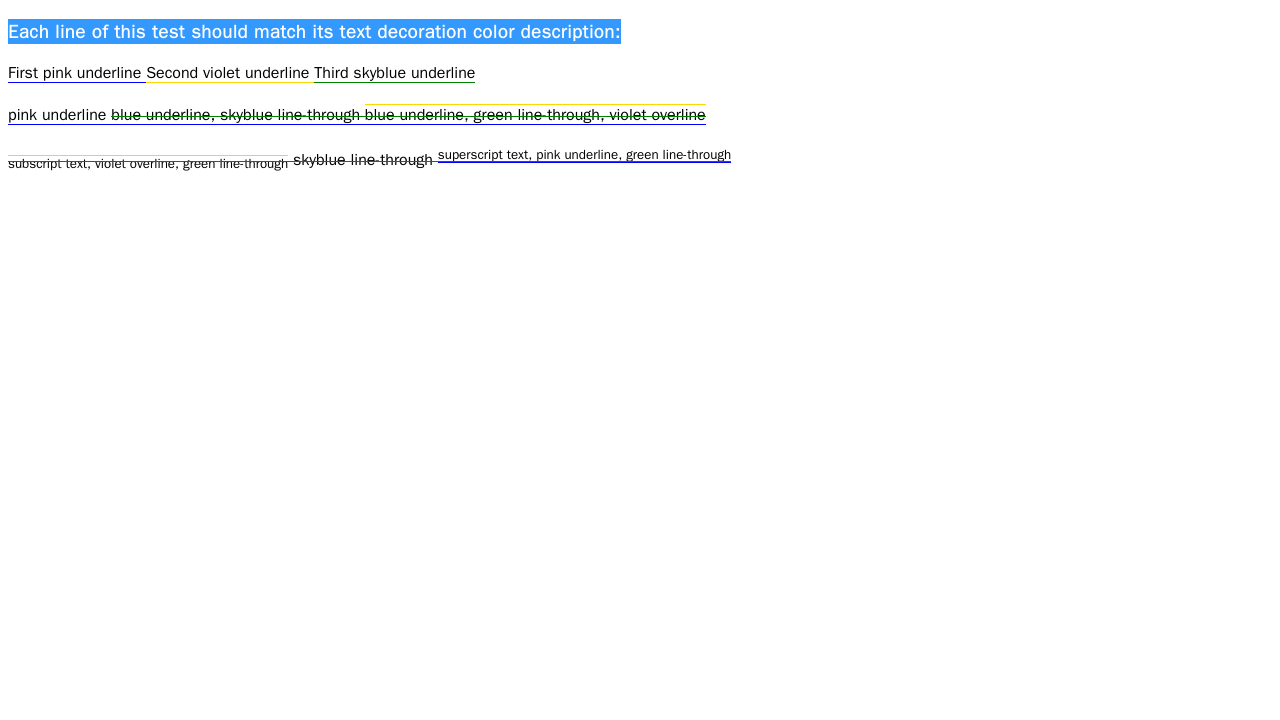 Each line of this test should match its text decoration color description:
First pink underline Second violet underline Third skyblue underline
pink underline blue underline, skyblue line-through blue underline, green line-through, violet overline
subscript text, violet overline, green line-through skyblue line-through superscript text, pink underline, green line-through